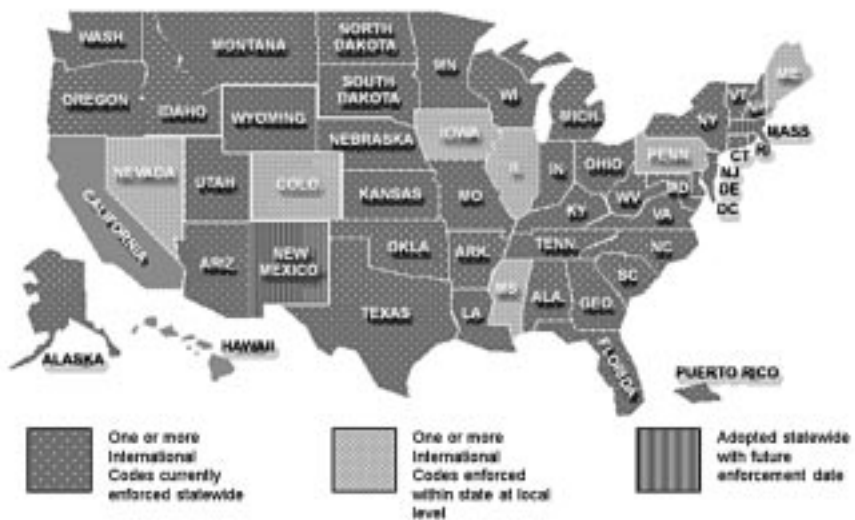 WASH.
MONTANA
NORTH
DAKOTA
MN
OREGON
IDAHO
WYOMING
SOUTH
DAKOTA
WI
MICH.
NY
VT
NH
ME
MASS
RI
CT
NJ
DE
DC
NEVADA
UTAH
COLO
NEBRASKA
IOWA
IL
IN
OHIO
PENN
MD
WV
VA
CALIFORNIA
KANSAS
MO
KY
ARIZ
NEW
MEXICO
OKLA
ARK
TENN.
NC
SC
TEXAS
LA
MS
ALA.
GEO.
FLORIDA
ALASKA
HAWAII
PUERTO RICO
One or more
International
Codes currently
enforced statewide
One or more
International
Codes enforced
within state at local
level
Adopted statewide
with future
enforcement date